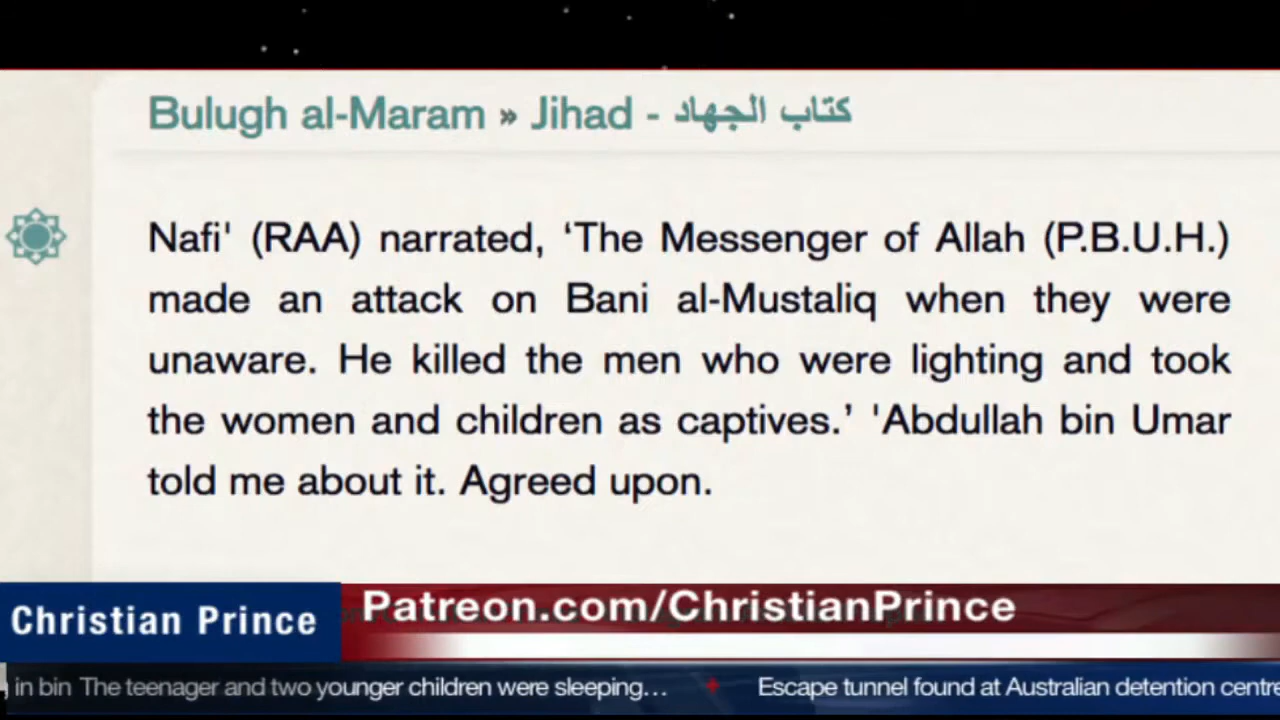 Bulugh al-Maram » Jihad - كتاب الجهاد
Nafi' (RAA) narrated, ‘The Messenger of Allah (P.B.U.H.)
made an attack on Bani al-Mustaliq when they were
unaware. He killed the men who were lighting and took
the women and children as captives.’ 'Abdullah bin Umar
told me about it. Agreed upon.
Christian Prince
Patreon.com/ChristianPrince
in bin The teenager and two younger children were sleeping... Escape tunnel found at Australian detention centre